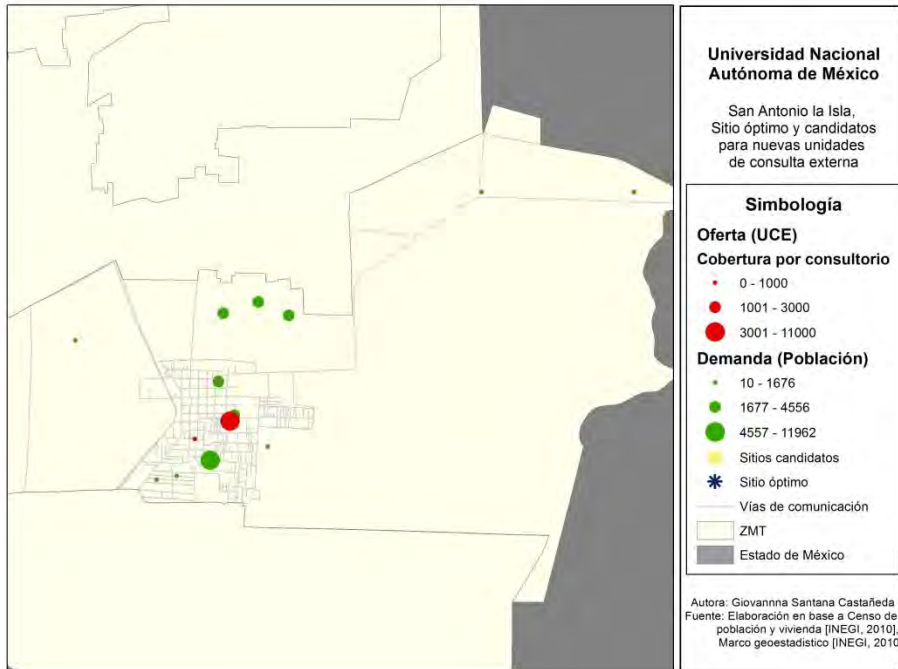 Universidad Nacional
Autónoma de México
San Antonio la Isla,
Sitio óptimo y candidatos
para nuevas unidades
de consulta externa
Simbología
Oferta (UCE)
Cobertura por consultorio
0 - 1000
1001 - 3000
3001 - 11000
Demanda (Población)
10 - 1676
1677 - 4556
4557 - 11962
Sitios candidatos
Sitio óptimo
Vías de comunicación
ZMT
Estado de México
Autora: Giovannna Santana Castañeda
Fuente: Elaboración en base a Censo de
población y vivienda [INEGI, 2010],
Marco geoestadistico [INEGI, 2010